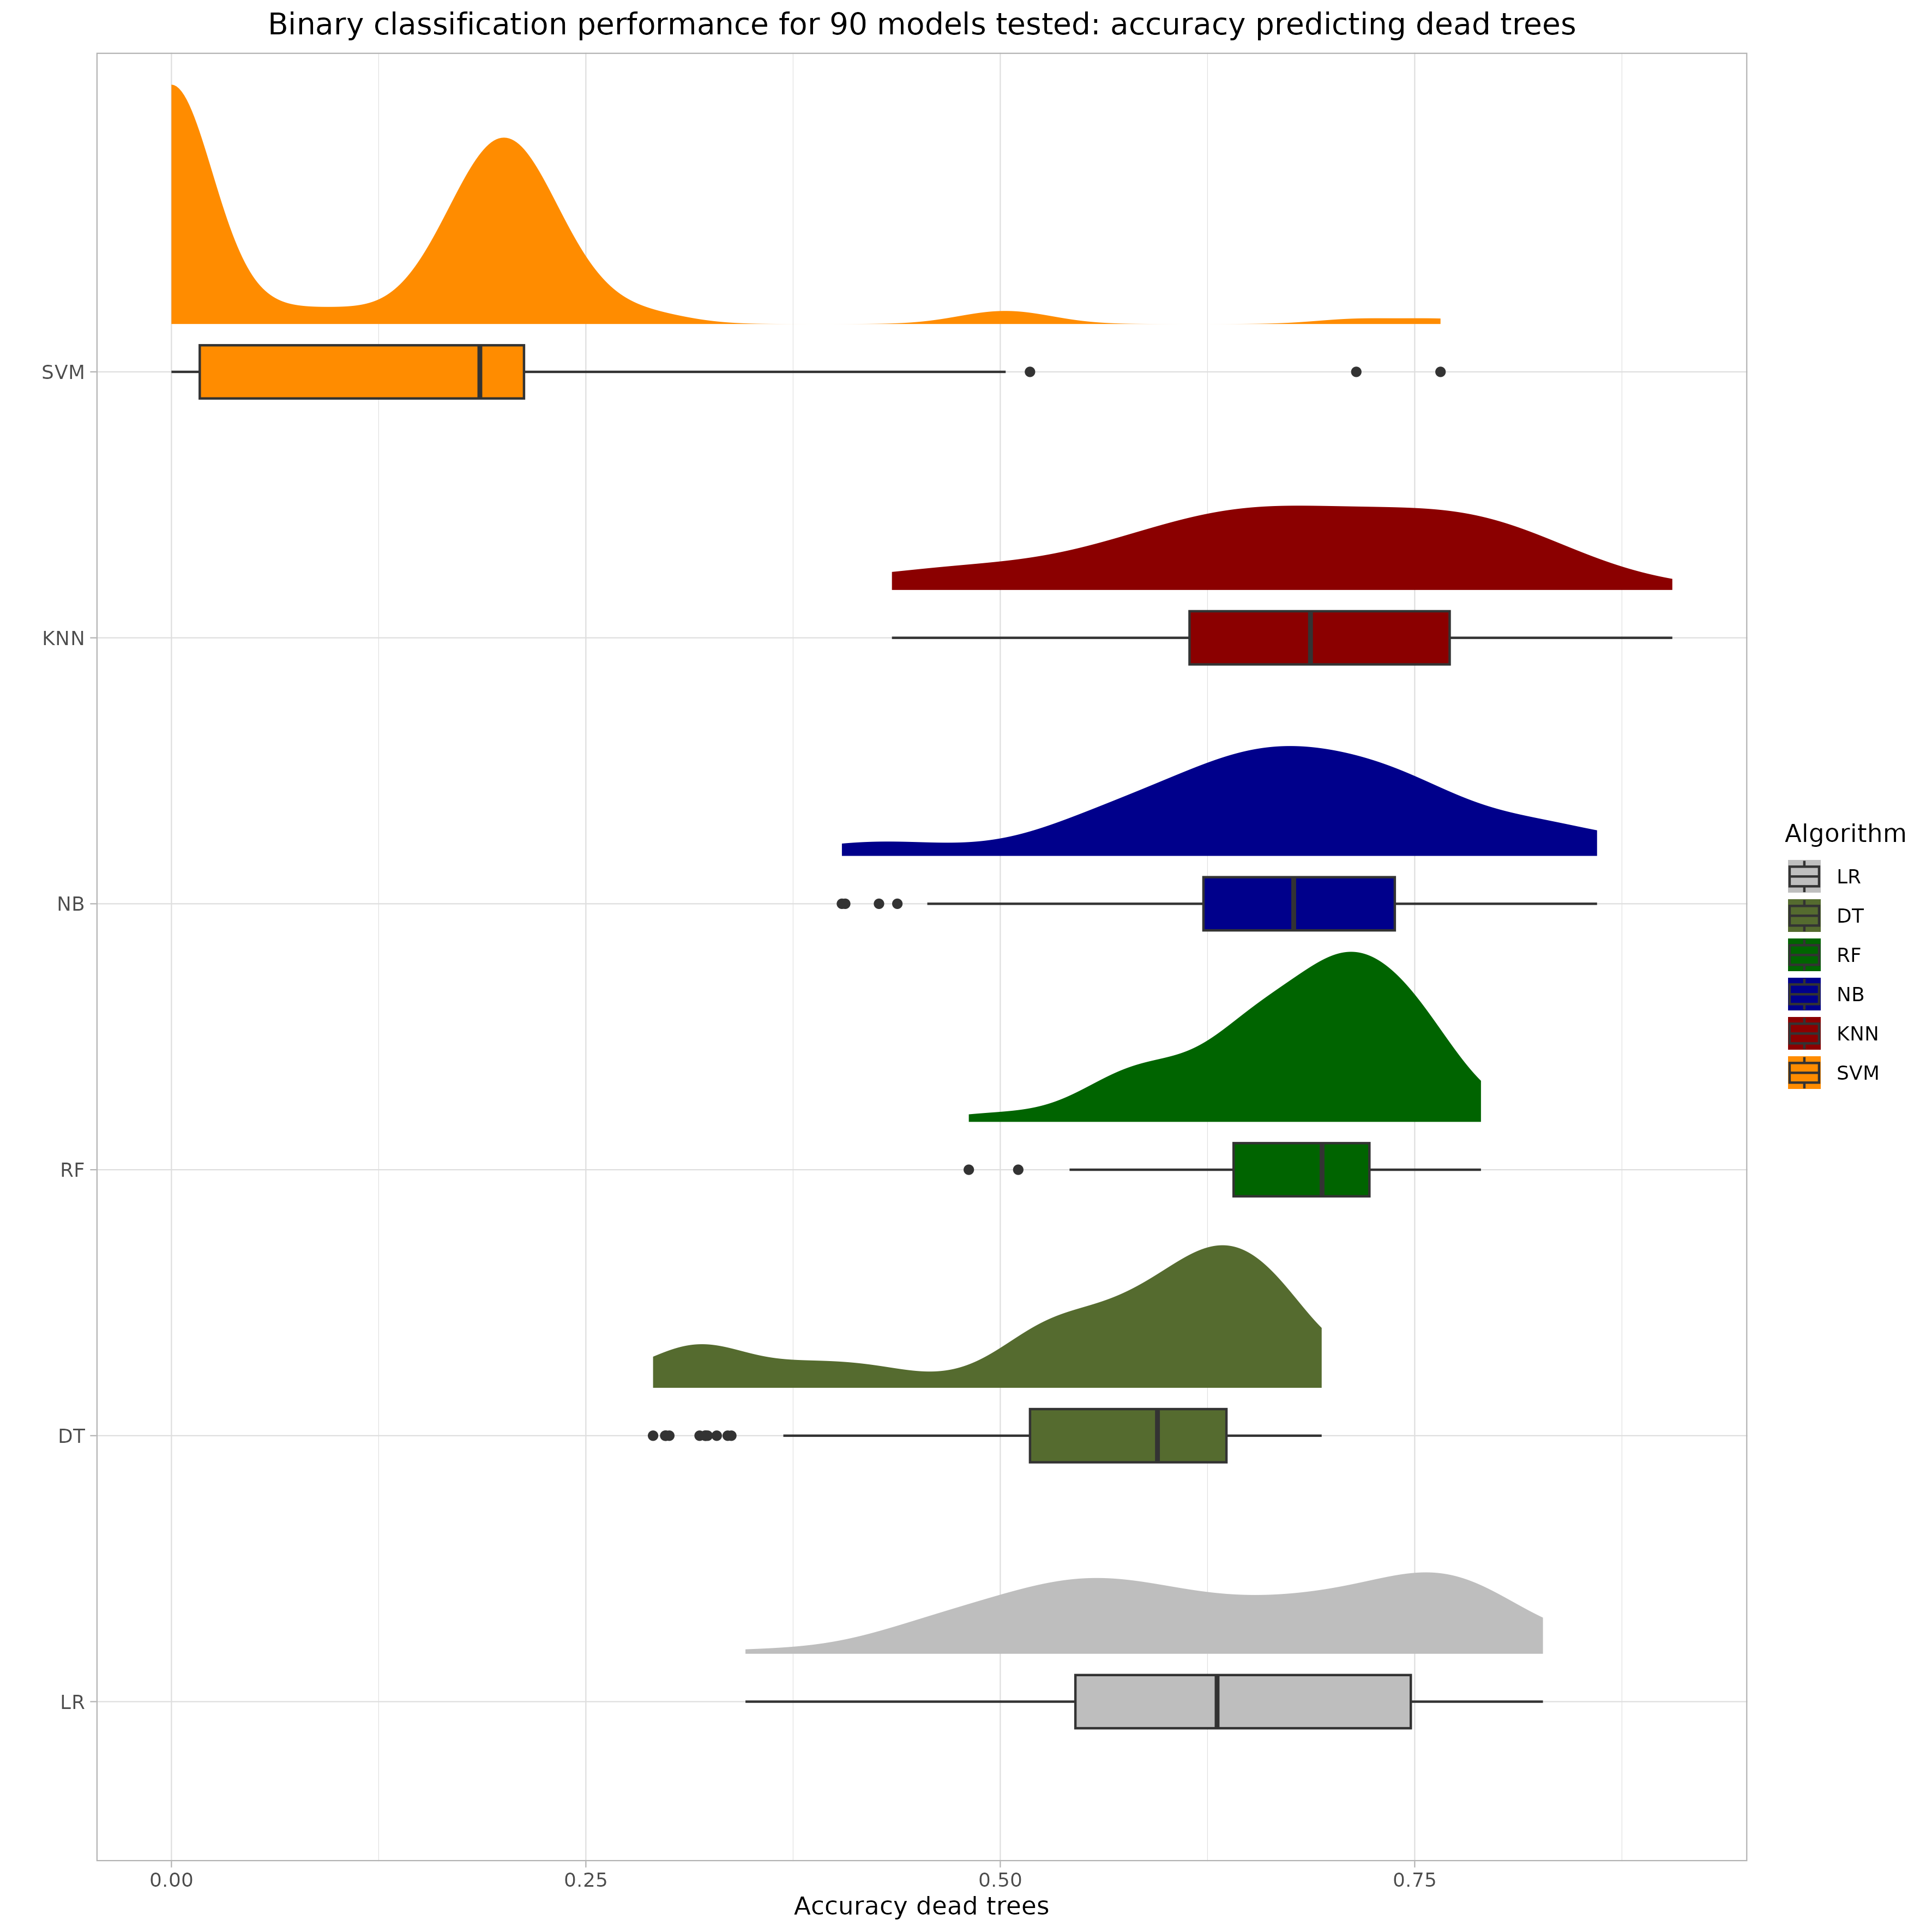 Binary classification performance for 90 models tested: accuracy predicting dead trees
SVM
KNN
NB
RF
DT
LR
0.00 0.25 0.50 0.75
Accuracy dead trees
Algorithm
LR
DT
RF
NB
KNN
SVM